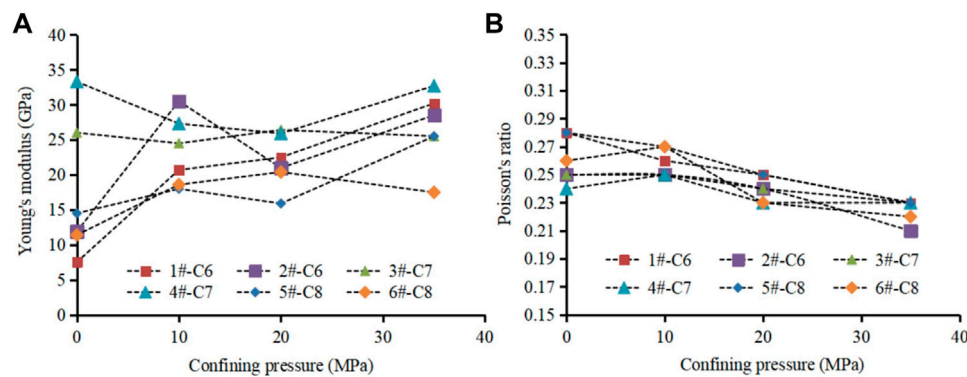 A
Young's modulus (GPa)
40
35
30
25
20
15
10
5
0
1#-C6 2#-C6 3#-C7
4#-C7 5#-C8 6#-C8
0 10 20 30 40
Confining pressure (MPa)
B
Poisson's ratio
0.35
0.33
0.31
0.29
0.27
0.25
0.23
0.21
0.19
0.17
0.15
1#-C6 2#-C6 3#-C7
4#-C7 5#-C8 6#-C8
0 10 20 30 40
Confining pressure (MPa)